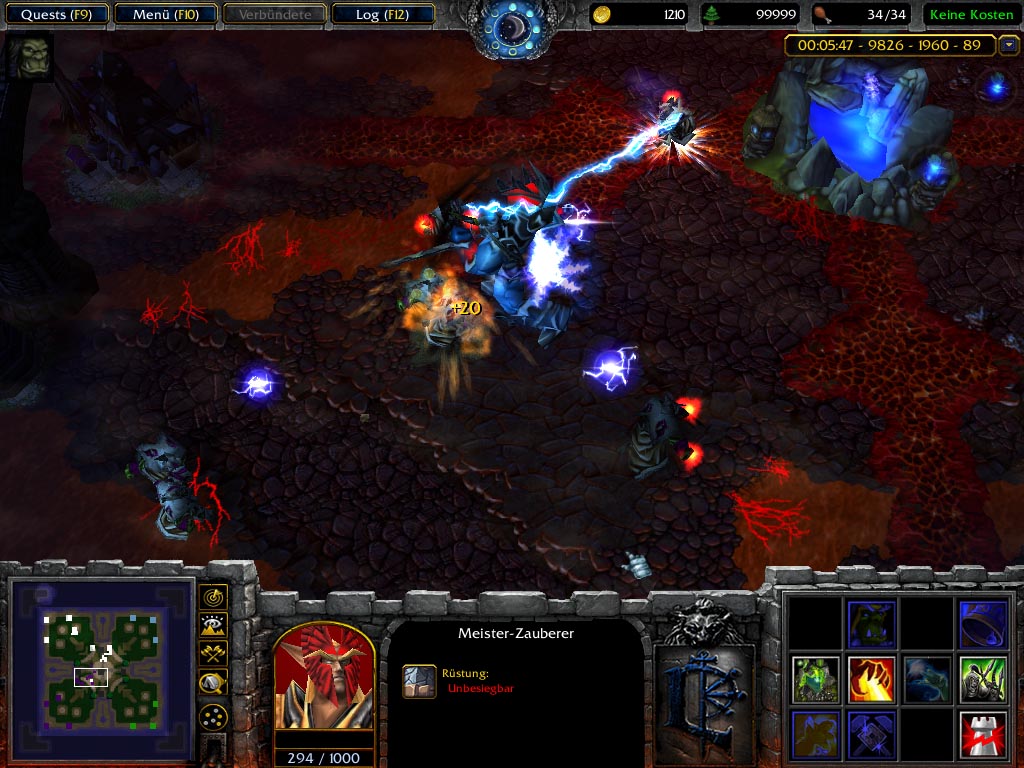 Quests (F9) Menü (F10) Verbündete Log (F12) 1210 99999 34/34 Keine Kosten
00:05:47 - 9826 - 1960 - 89
+20
Meister-Zauberer
Rüstung:
Unbesiegbar
294 / 1000